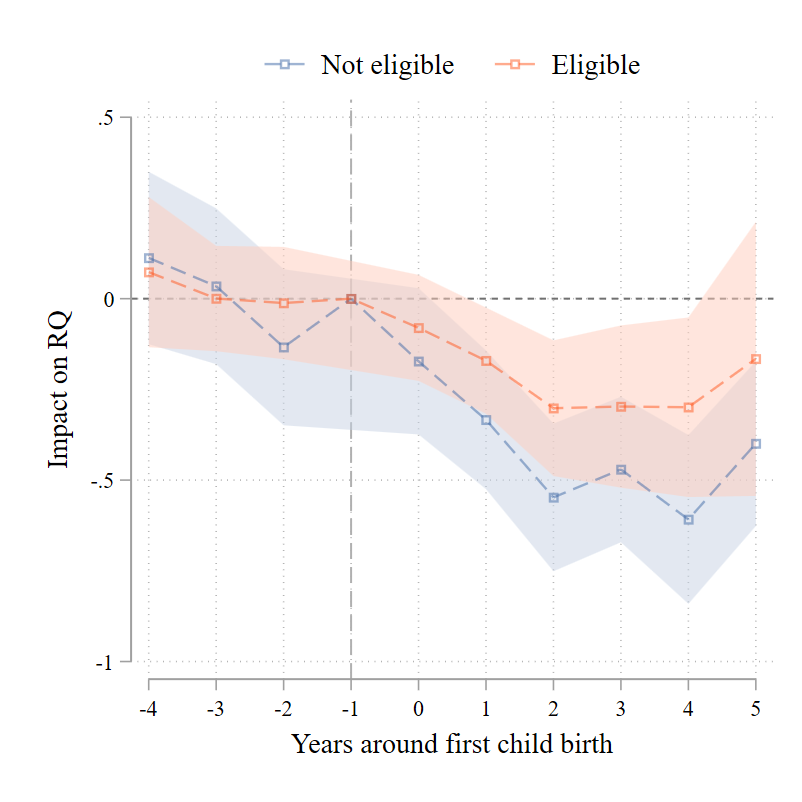 Not eligible Eligible
.5
0
-.5
-1
Impact on RQ
-4 -3 -2 -1 0 1 2 3 4 5
Years around first child birth